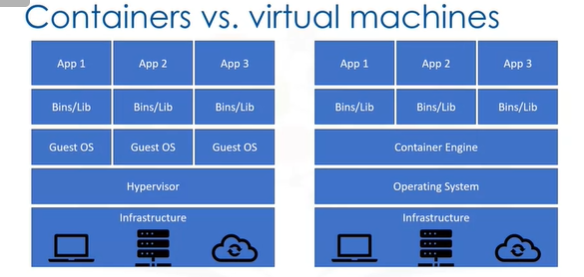 Containers vs. virtual machines
App 1 App 2 App 3
Bins/Lib Bins/Lib Bins/Lib
Guest OS Guest OS Guest OS
Hypervisor
Infrastructure
App 1 App 2 App 3
Bins/Lib Bins/Lib Bins/Lib
Container Engine
Operating System
Infrastructure